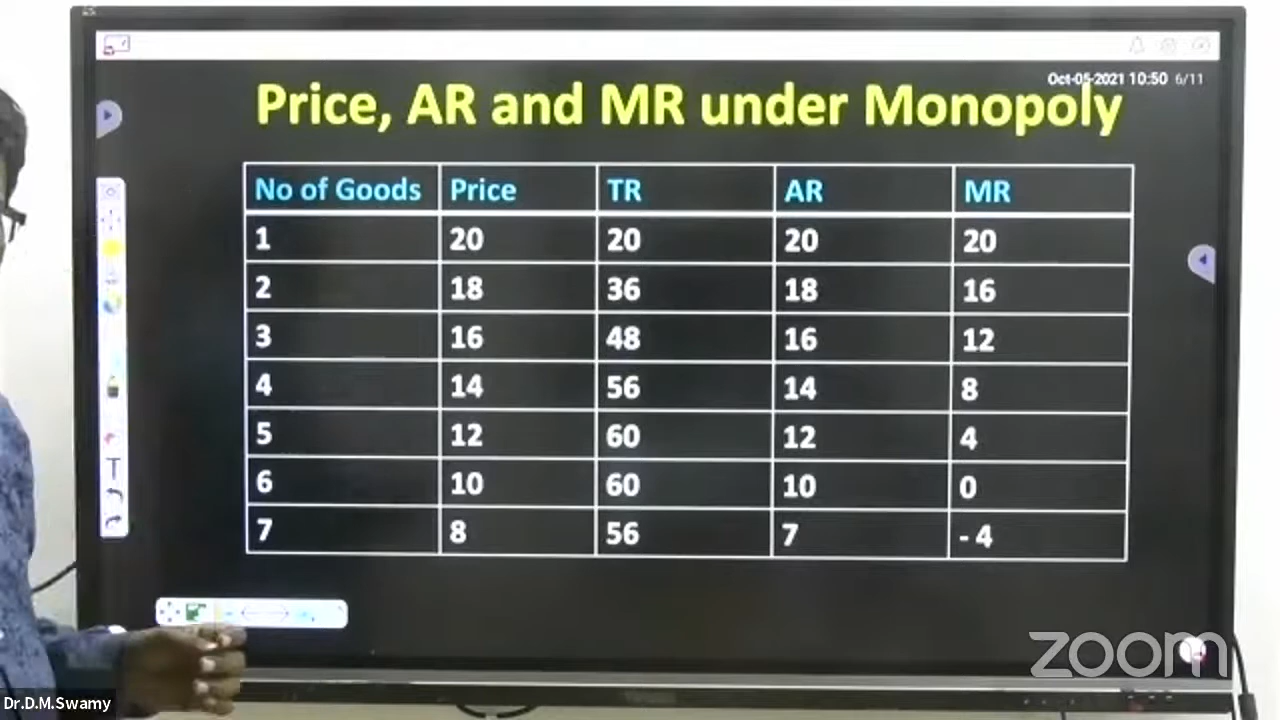 Oct-05-2021 10:50 6/11
Price, AR and MR under Monopoly
No of Goods Price TR AR MR
1 20 20 20 20
2 18 36 18 16
3 16 48 16 12
4 14 56 14 8
5 12 60 12 4
6 10 60 10 0
7 8 56 7 - 4
zoom
Dr.D.M.Swamy